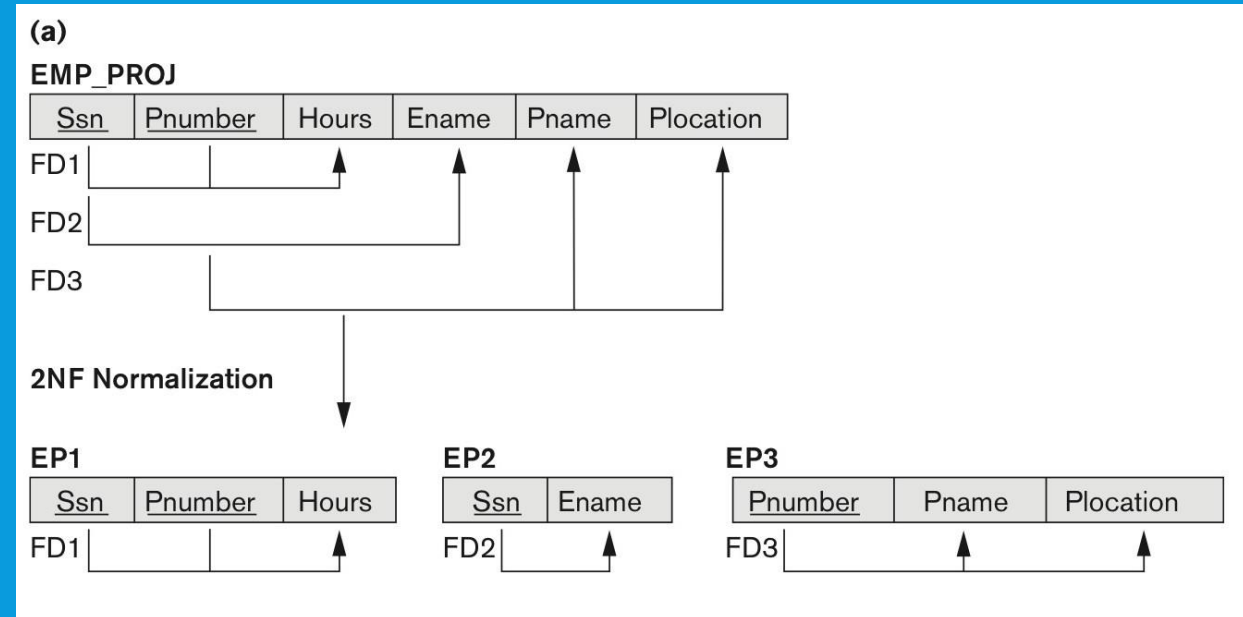 (a)
EMP_PROJ
Ssn Pnumber Hours Ename Pname Plocation
FD1
FD2
FD3
2NF Normalization
EP1 EP2 EP3
Ssn Pnumber Hours Ssn Ename Pnumber Pname Plocation
FD1 FD2 FD3